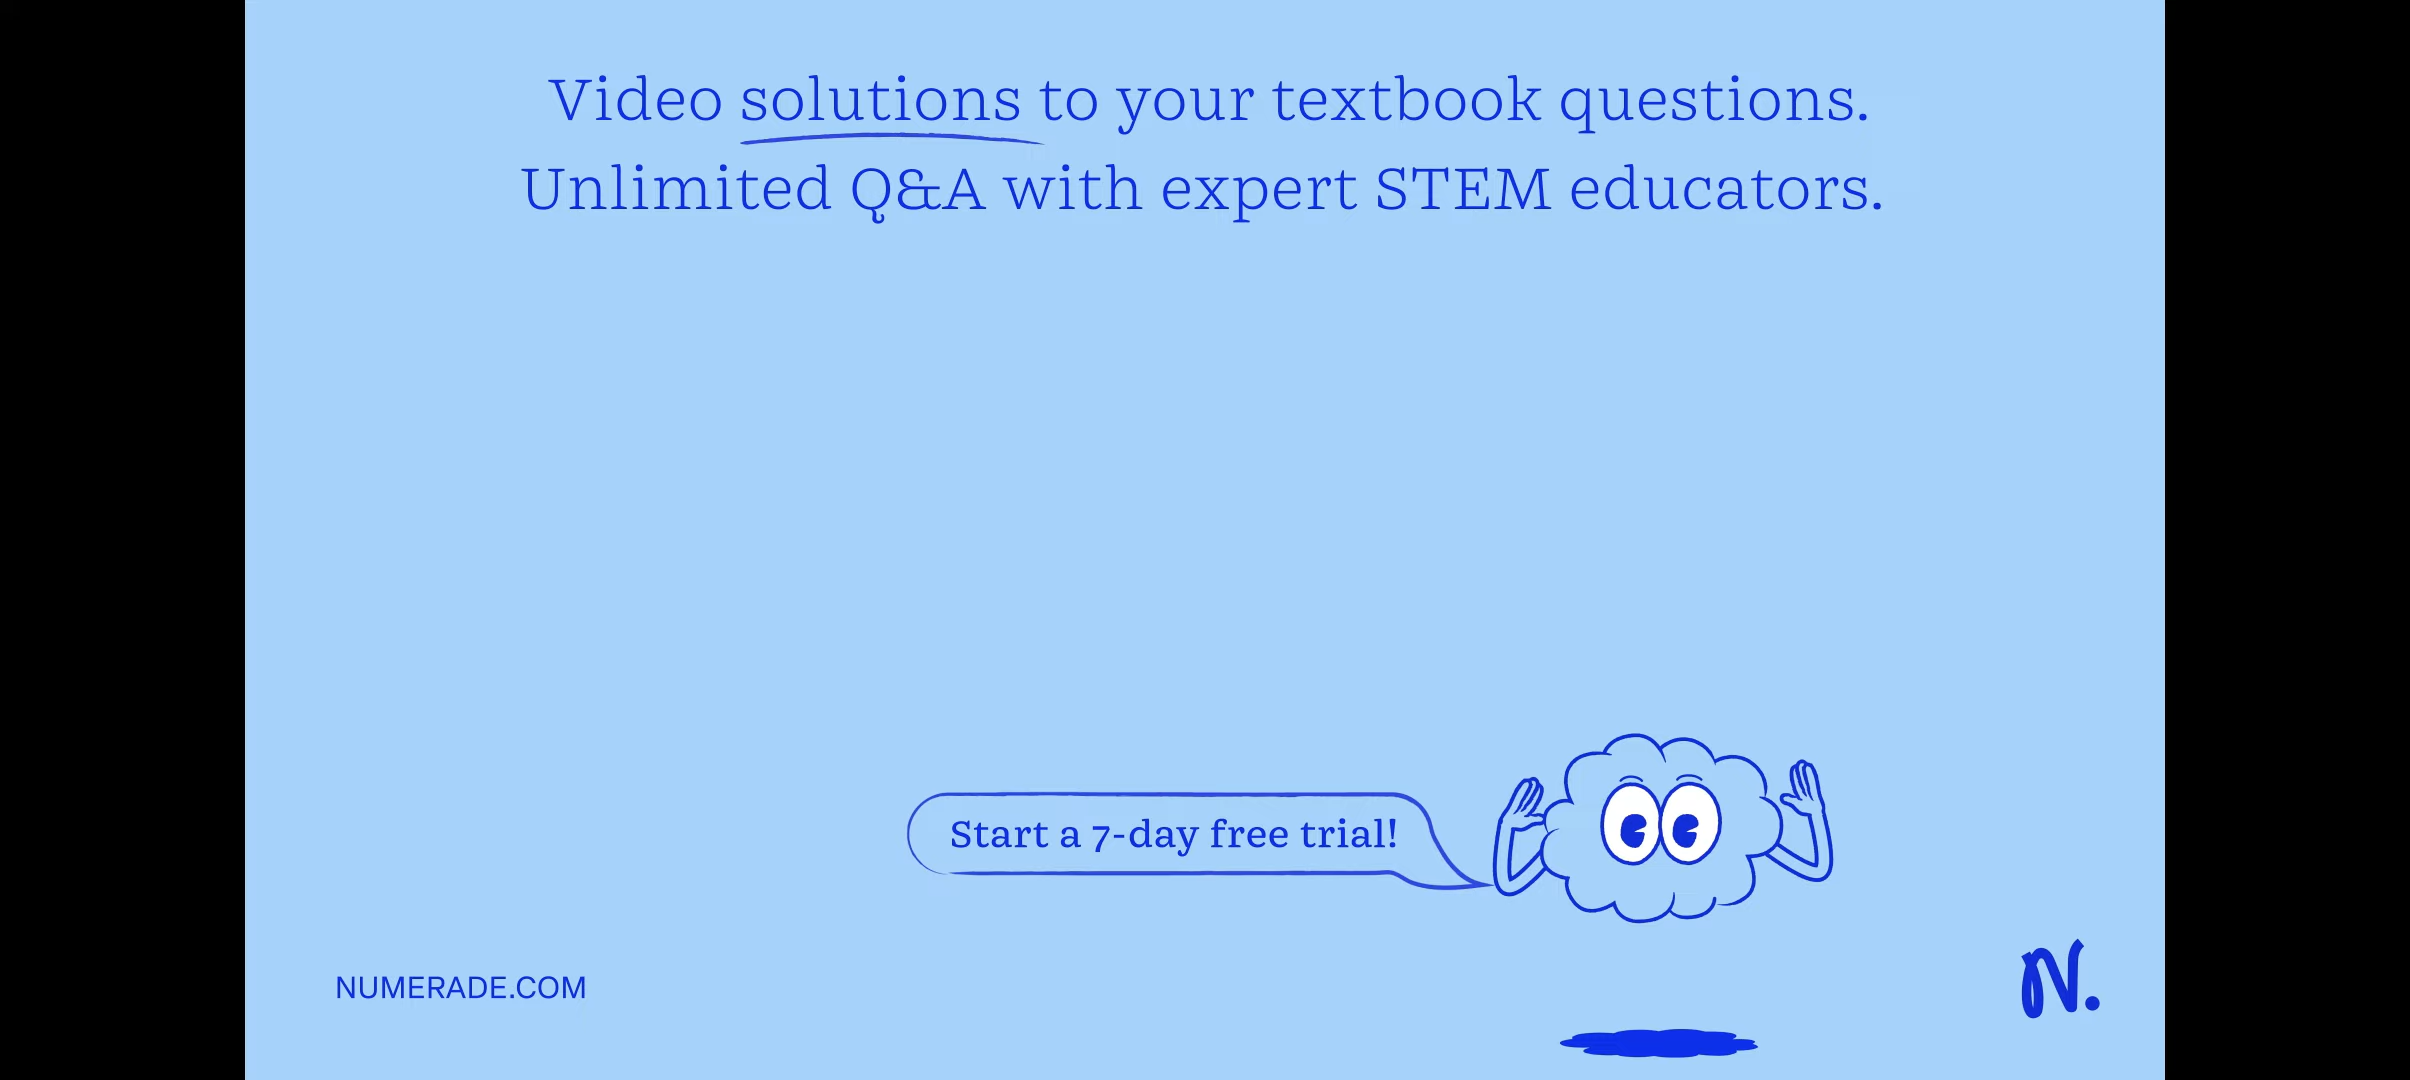 Video solutions to your textbook questions.
Unlimited Q&A with expert STEM educators.
Start a 7-day free trial!
NUMERADE.COM
N.